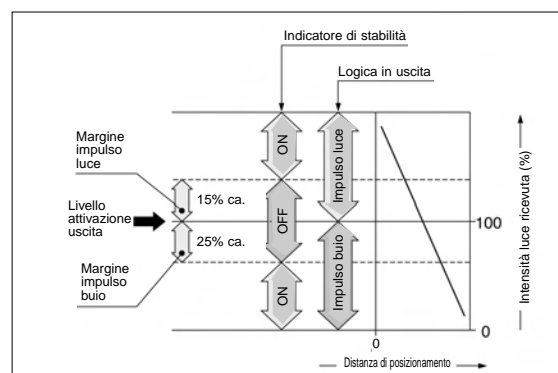 Indicatore di stabilità
Logica in uscita
Margine
impulso
luce
Livello
attivazione
uscita
Margine
impulso
buio
15% ca.
25% ca.
ON
OFF
ON
Impulso luce
Impulso buio
100
0
0
Intensità luce ricevuta (%)
Distanza di posizionamento